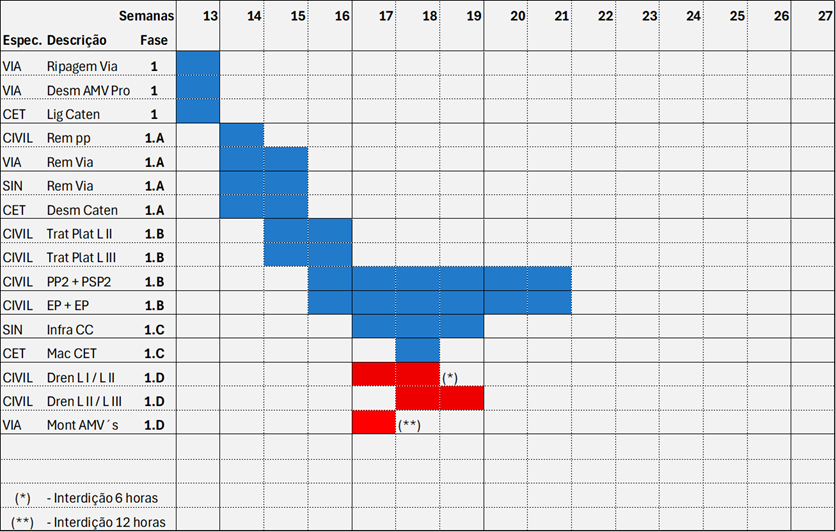 Semanas 13 14 15 16 17 18 19 20 21 22 23 24 25 26 27
Espec. Descrição Fase
VIA Ripagem Via 1
VIA Desm AMV Pro 1
CET Lig Caten 1
CIVIL Rem pp 1.A
VIA Rem Via 1.A
SIN Rem Via 1.A
CET Desm Caten 1.A
CIVIL Trat Plat L II 1.B
CIVIL Trat Plat L III 1.B
CIVIL PP2 + PSP2 1.B
CIVIL EP + EP 1.B
SIN Infra CC 1.C
CET Mac CET 1.C
CIVIL Dren L I / L II 1.D (*)
CIVIL Dren L II / L III 1.D
VIA Mont AMV´s 1.D (**)
(*) - Interdição 6 horas
(**) - Interdição 12 horas